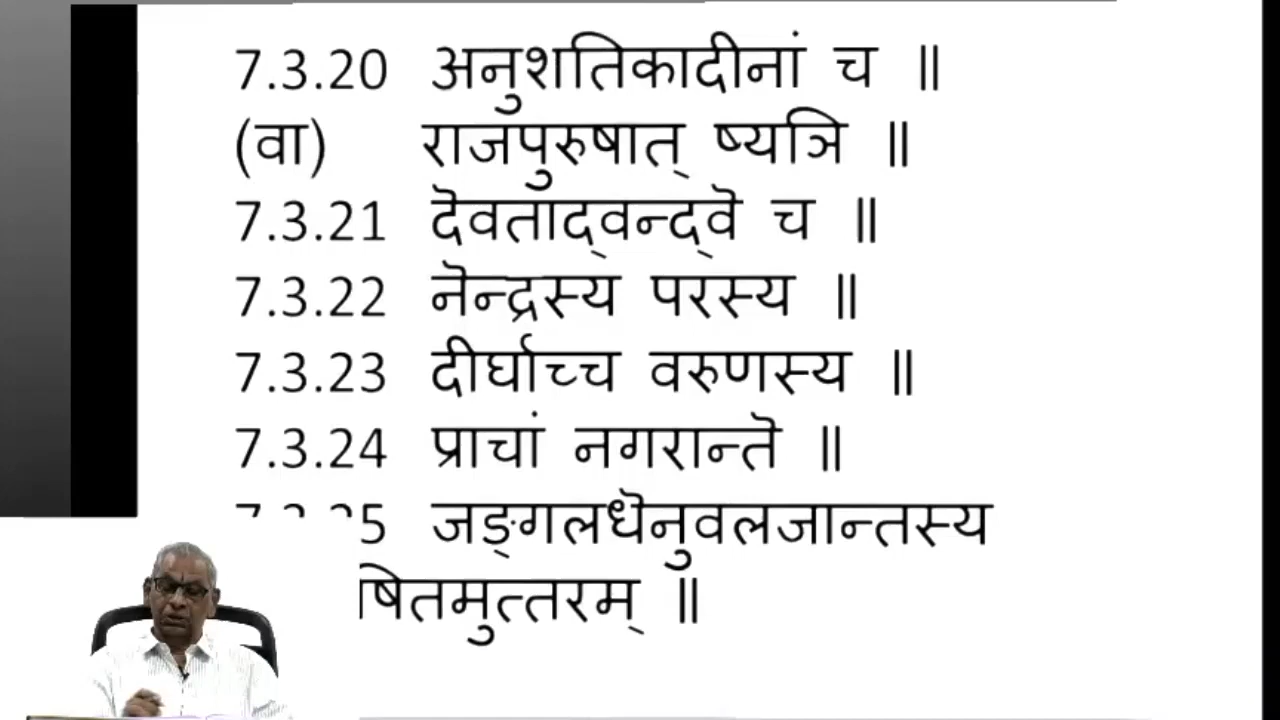 7.3.20 अनुशतिकादीनां च ॥
(वा) राजपुरुषात् ष्यञि ॥
7.3.21 दॆवताद्वन्द्वॆ च ॥
7.3.22 नॆन्द्रस्य परस्य ॥
7.3.23 दीर्घाच्च वरुणस्य ॥
7.3.24 प्राचां नगरान्तॆ ॥
जङ्गलधॆनुवलजान्तस्य
षितमुत्तरम् ॥